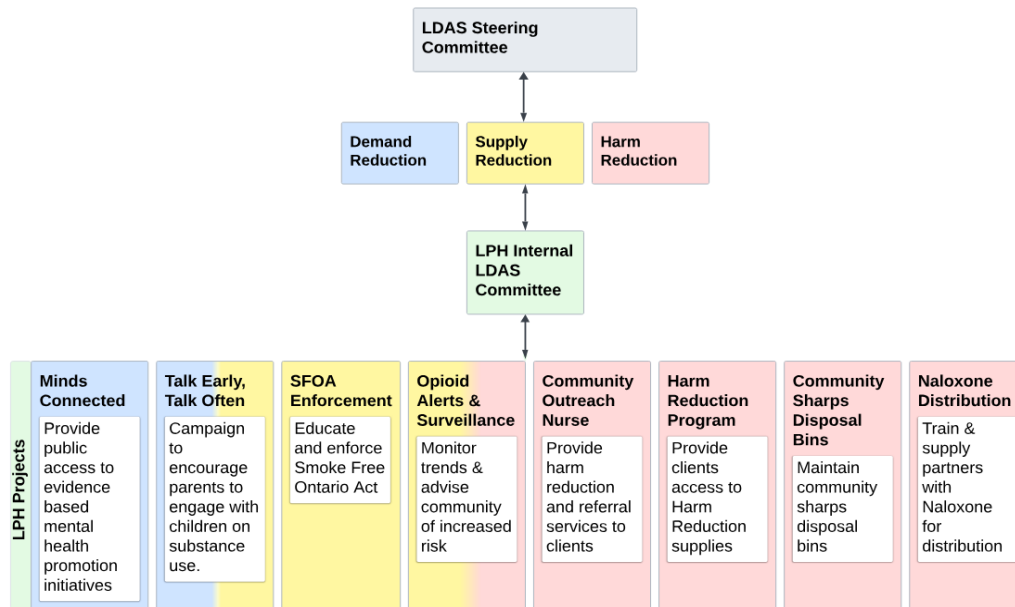 LDAS Steering
Committee
Demand
Reduction
Supply
Reduction
Harm
Reduction
LPH Internal
LDAS
Committee
LPH Projects
Minds
Connected
Provide
public
access to
evidence
based
mental
health
promotion
initiatives
Talk Early,
Talk Often
Campaign
to
encourage
parents to
engage with
children on
substance
use.
SFOA
Enforcement
Educate
and enforce
Smoke Free
Ontario Act
Opioid
Alerts &
Surveillance
Monitor
trends &
advise
community
of increased
risk
Community
Outreach
Nurse
Provide
harm
reduction
and referral
services to
clients
Harm
Reduction
Program
Provide
clients
access to
Harm
Reduction
supplies
Community
Sharps
Disposal
Bins
Maintain
community
sharps
disposal
bins
Naloxone
Distribution
Train &
supply
partners
with
Naloxone
for
distribution